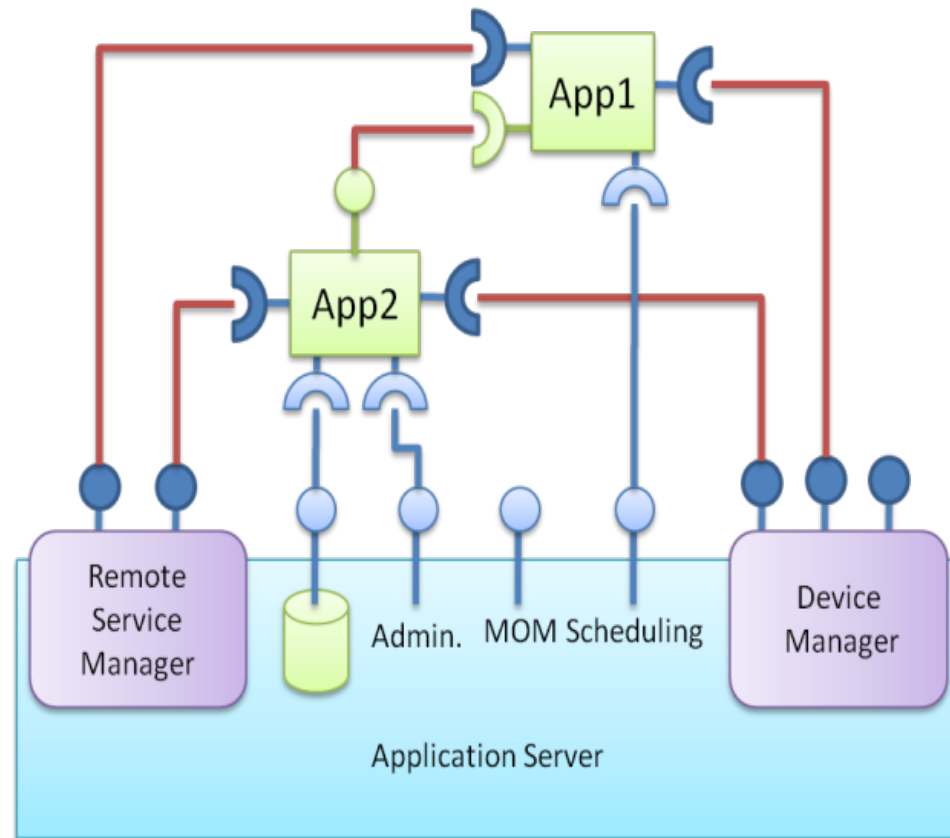 App1
App2
Remote
Service
Manager
Admin.
MOM
Scheduling
Device
Manager
Application Server